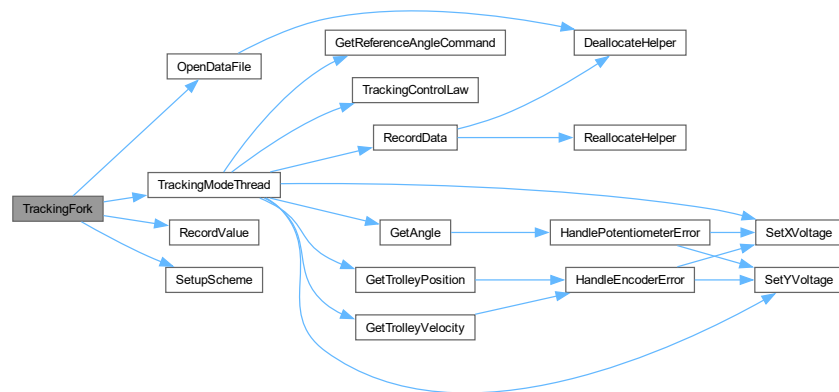 GetReferenceAngleCommand
DeallocateHelper
OpenDataFile
TrackingControlLaw
RecordData
ReallocateHelper
TrackingModeThread
TrackingFork
RecordValue
GetAngle
HandlePotentiometerError
SetXVoltage
SetupScheme
GetTrolleyPosition
HandleEncoderError
SetYVoltage
GetTrolleyVelocity